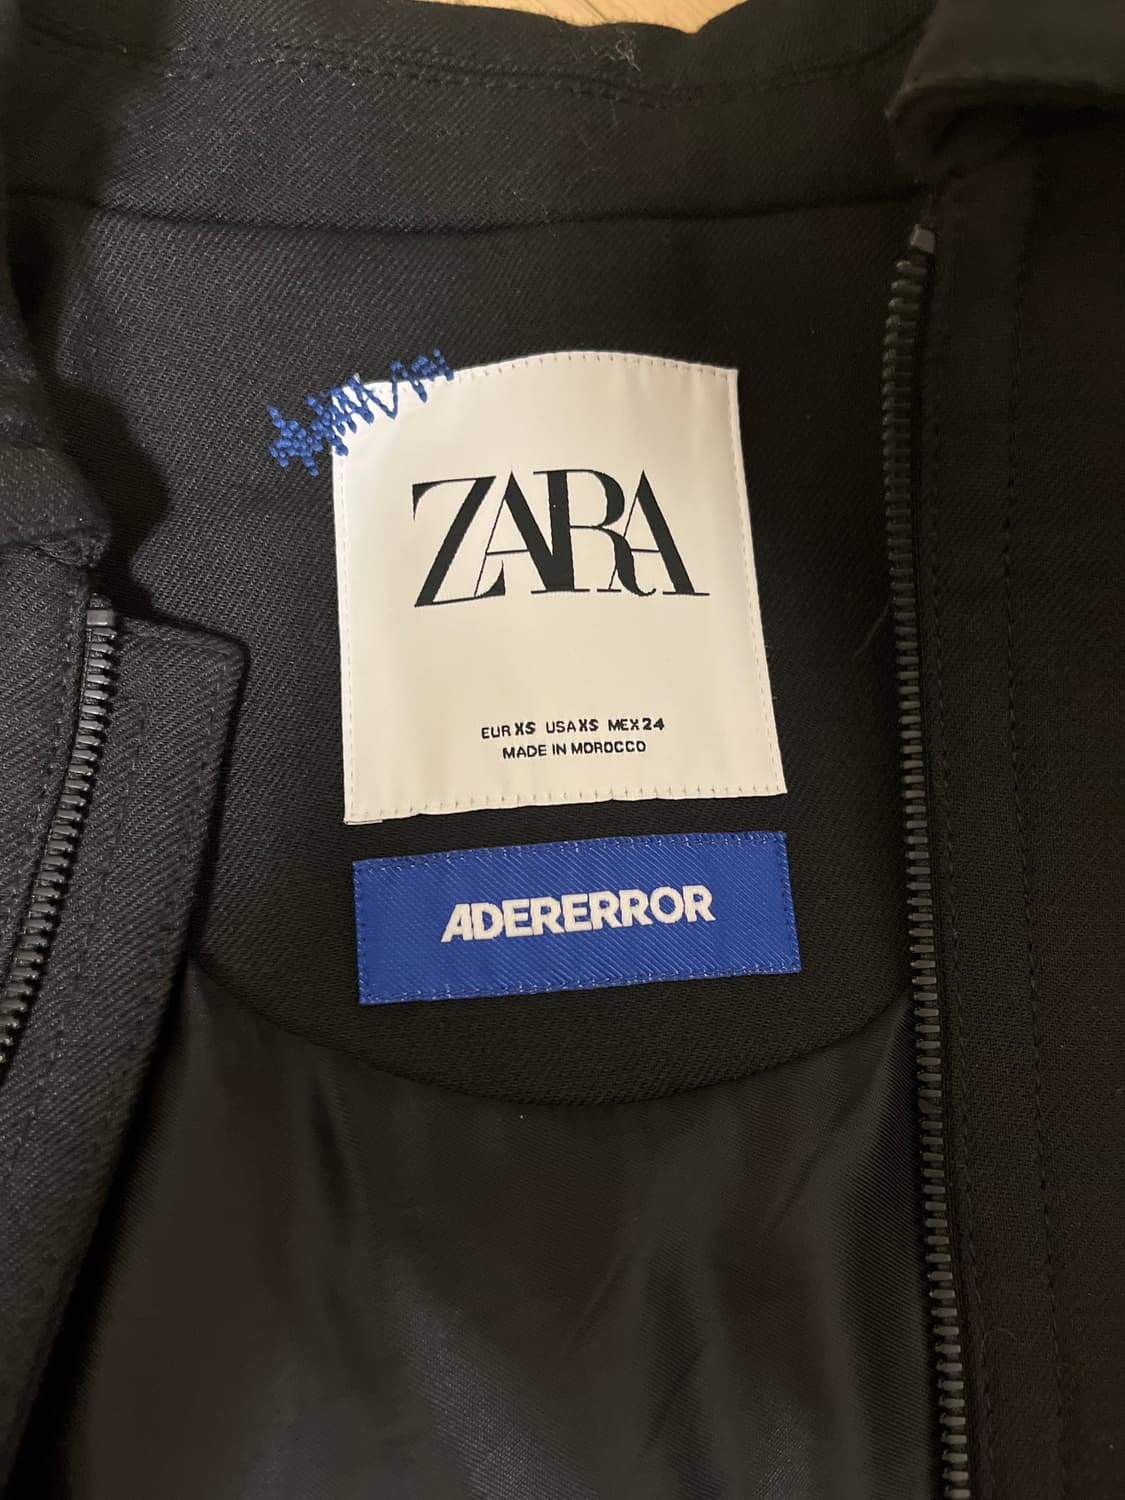 ZARA
EUR XS USA XS MEX 24
MADE IN MOROCCO
ADERERROR